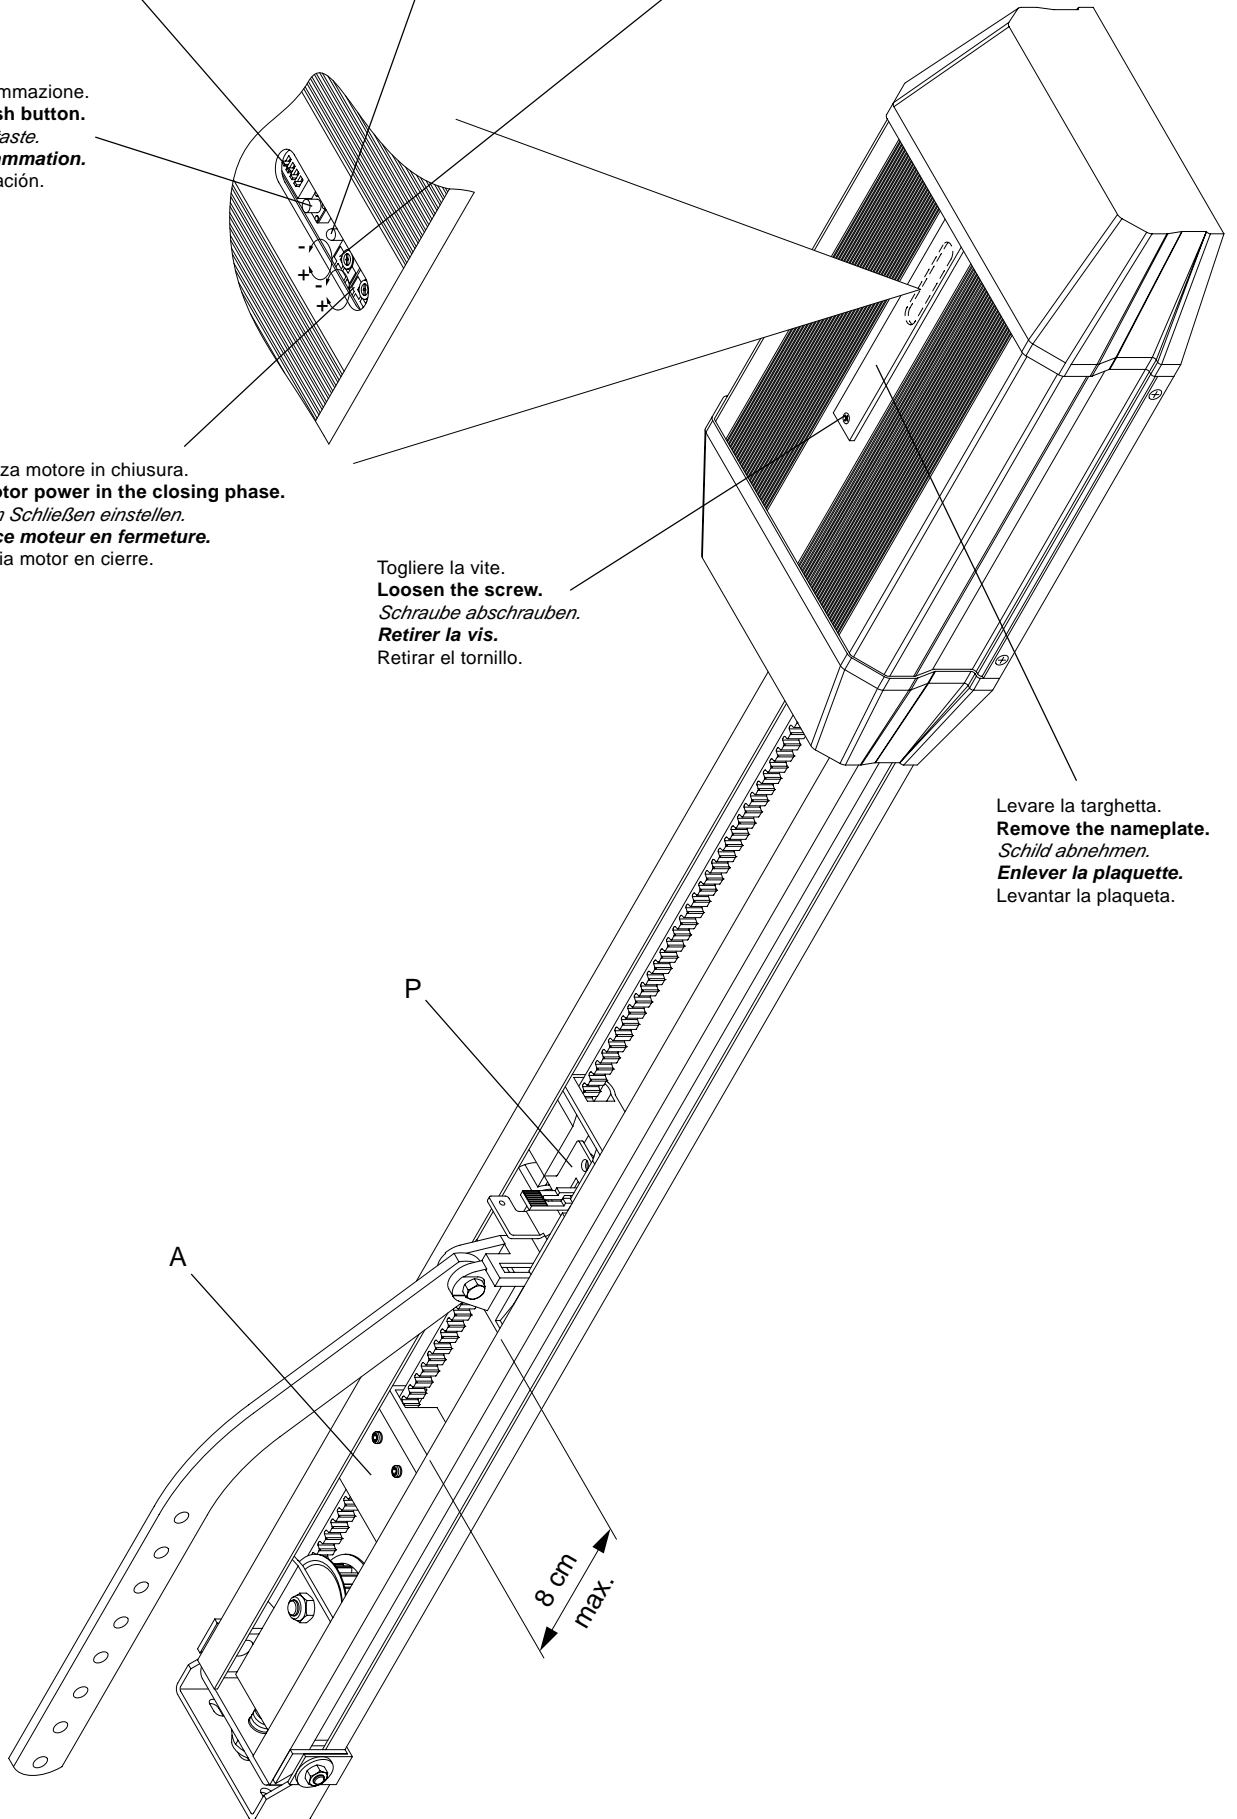 mmazione.
sh button.
taste.
ammation.
ación.
-
+
-
+
za motore in chiusura.
otor power in the closing phase.
n Schließen einstellen.
ce moteur en fermeture.
ia motor en cierre.
Togliere la vite.
Loosen the screw.
Schraube abschrauben.
Retirer la vis.
Retirar el tornillo.
Levare la targhetta.
Remove the nameplate.
Schild abnehmen.
Enlever la plaquette.
Levantar la plaqueta.
P
A
8 cm
max.